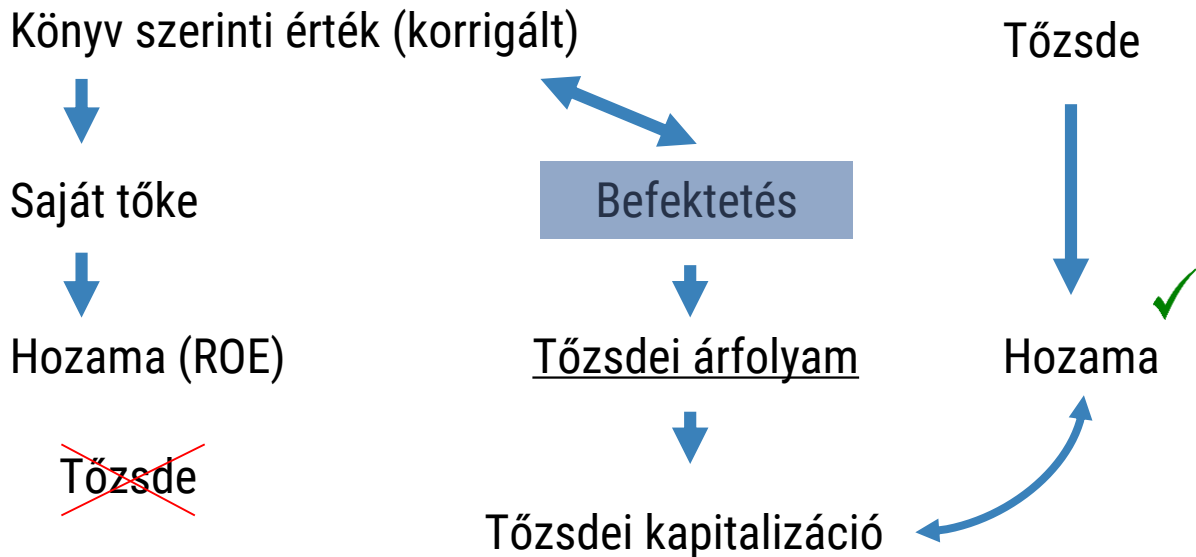 Könyv szerinti érték (korrigált)
Tőzsde
Saját tőke
Befektetés
Hozama (ROE)
Tőzsdei árfolyam
Hozama
Tőzsde
Tőzsdei kapitalizáció